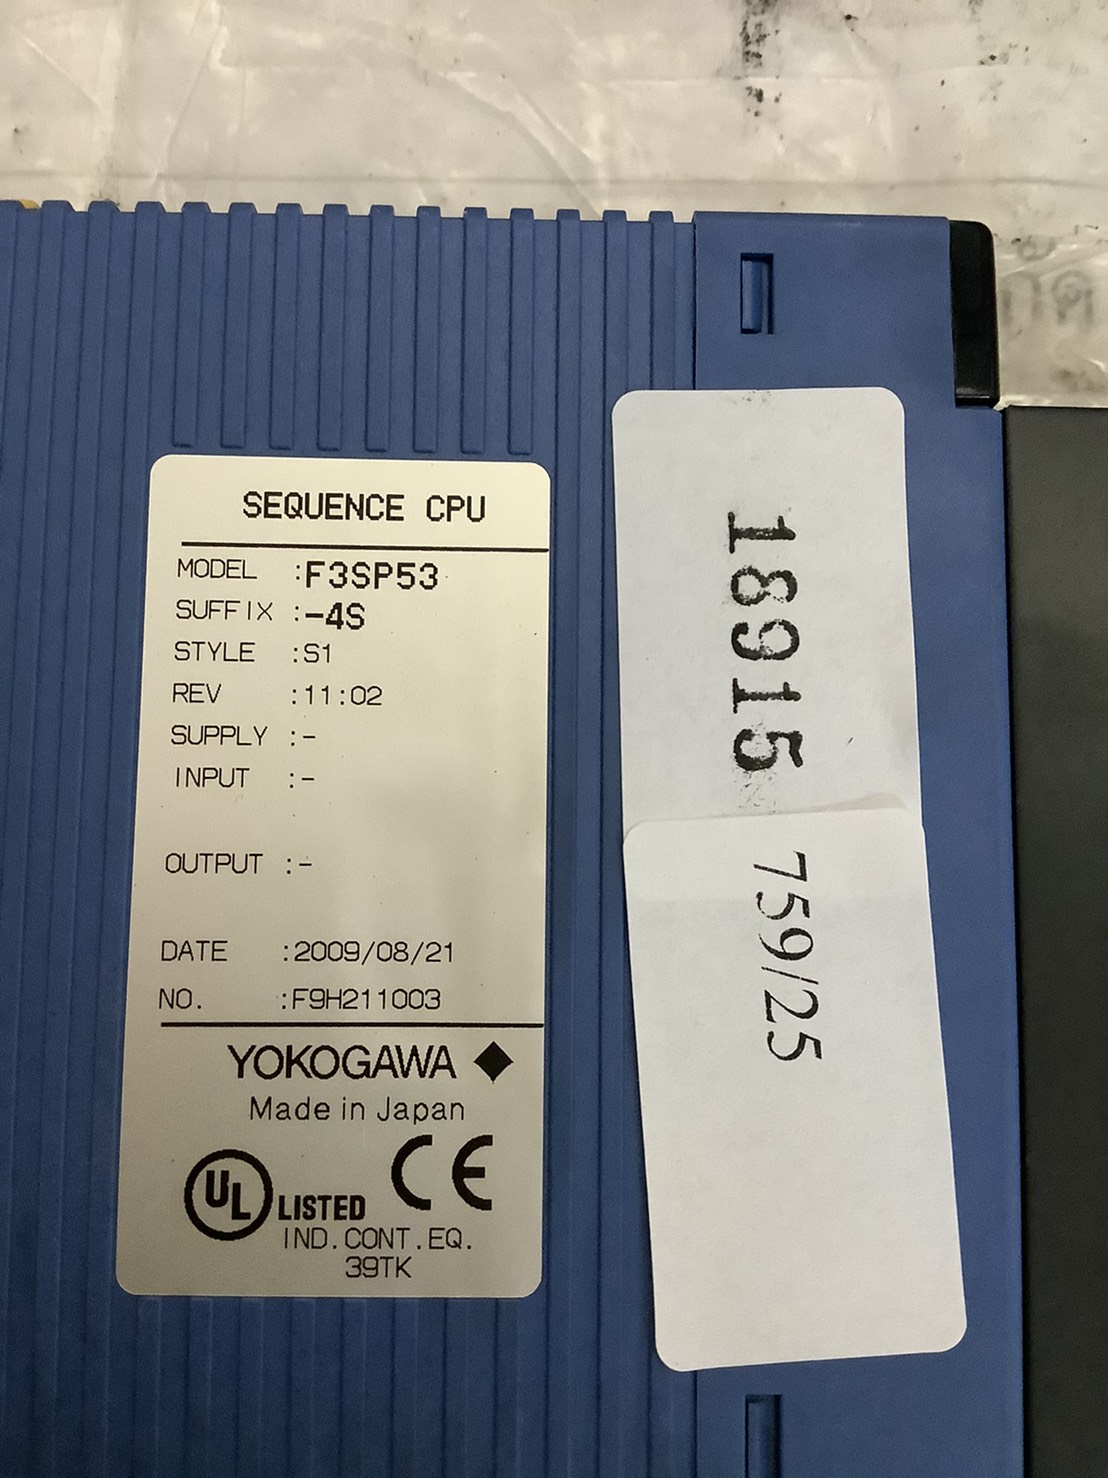 SEQUENCE CPU
MODEL :F3SP53
SUFFIX :-4S
STYLE :S1
REV :11:02
SUPPLY :-
INPUT :-
OUTPUT :-
DATE :2009/08/21
NO. :F9H211003
YOKOGAWA
Made in Japan
UL LISTED CE
IND.CONT.EQ.
39TK
18915
759/25